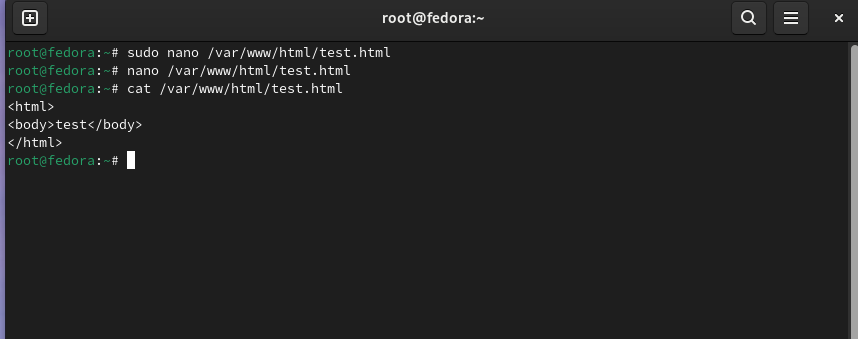 root@fedora:~
root@fedora:~# sudo nano /var/www/html/test.html
root@fedora:~# nano /var/www/html/test.html
root@fedora:~# cat /var/www/html/test.html
<html>
<body>test</body>
</html>
root@fedora:~#